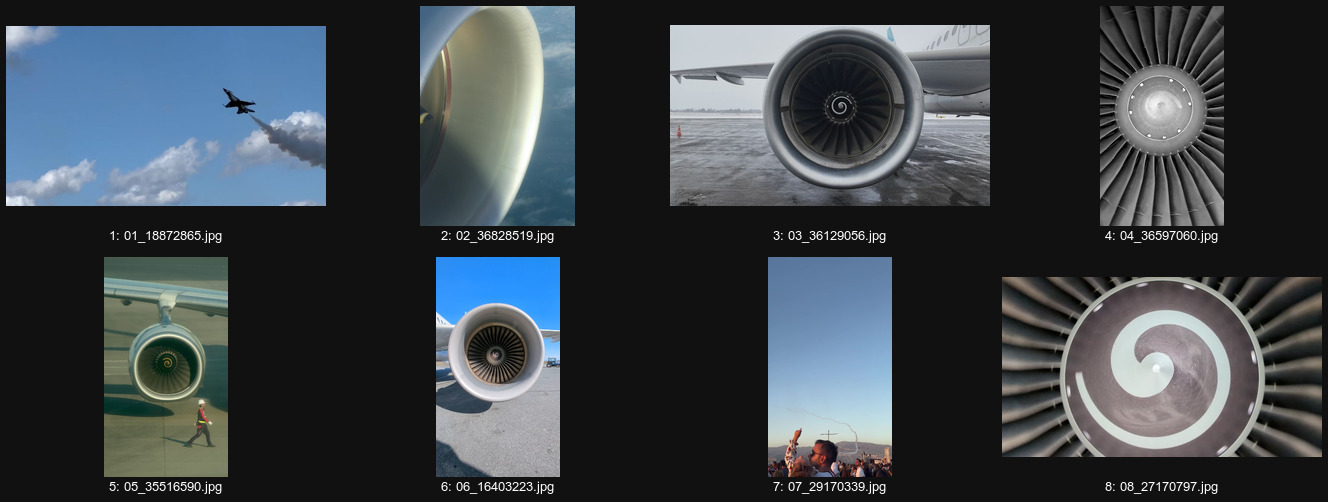 1: 01_18872865.jpg
2: 02_36828519.jpg
3: 03_36129056.jpg
4: 04_36597060.jpg
5: 05_35516590.jpg
6: 06_16403223.jpg
7: 07_29170339.jpg
8: 08_27170797.jpg